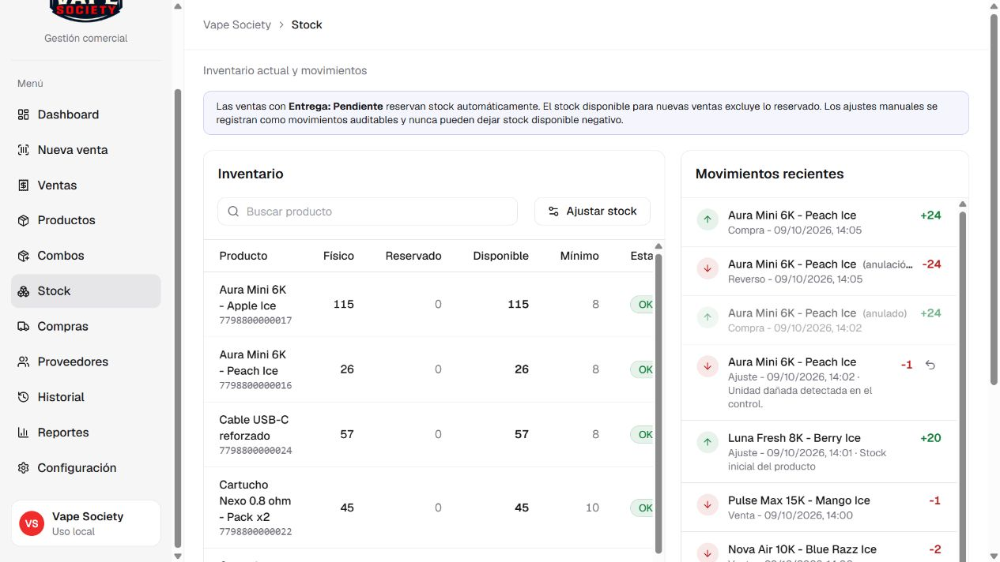 VAPE
SOCIETY
Gestión comercial
Menú
Dashboard
Nueva venta
Ventas
Productos
Combos
Stock
Compras
Proveedores
Historial
Reportes
Configuración
VS
Vape Society
Uso local
Vape Society > Stock
Inventario actual y movimientos
Las ventas con Entrega: Pendiente reservan stock automáticamente. El stock disponible para nuevas ventas excluye lo reservado. Los ajustes manuales se
registran como movimientos auditables y nunca pueden dejar stock disponible negativo.
Inventario
Buscar producto
Ajustar stock
Producto Físico Reservado Disponible Mínimo Esta
Aura Mini 6K
- Apple Ice
7798800000017
115 0 115 8 OK
Aura Mini 6K
- Peach Ice
7798800000016
26 0 26 8 OK
Cable USB-C
reforzado
7798800000024
57 0 57 8 OK
Cartucho
Nexo 0.8 ohm
- Pack x2
7798800000022
45 0 45 10 OK
Movimientos recientes
Aura Mini 6K - Peach Ice +24
Compra - 09/10/2026, 14:05
Aura Mini 6K - Peach Ice (anulació... -24
Reverso - 09/10/2026, 14:05
Aura Mini 6K - Peach Ice (anulado) +24
Compra - 09/10/2026, 14:02
Aura Mini 6K - Peach Ice -1
Ajuste - 09/10/2026, 14:02 ·
Unidad dañada detectada en el
control.
Luna Fresh 8K - Berry Ice +20
Ajuste - 09/10/2026, 14:01 · Stock
inicial del producto
Pulse Max 15K - Mango Ice -1
Venta - 09/10/2026, 14:00
Nova Air 10K - Blue Razz Ice -2